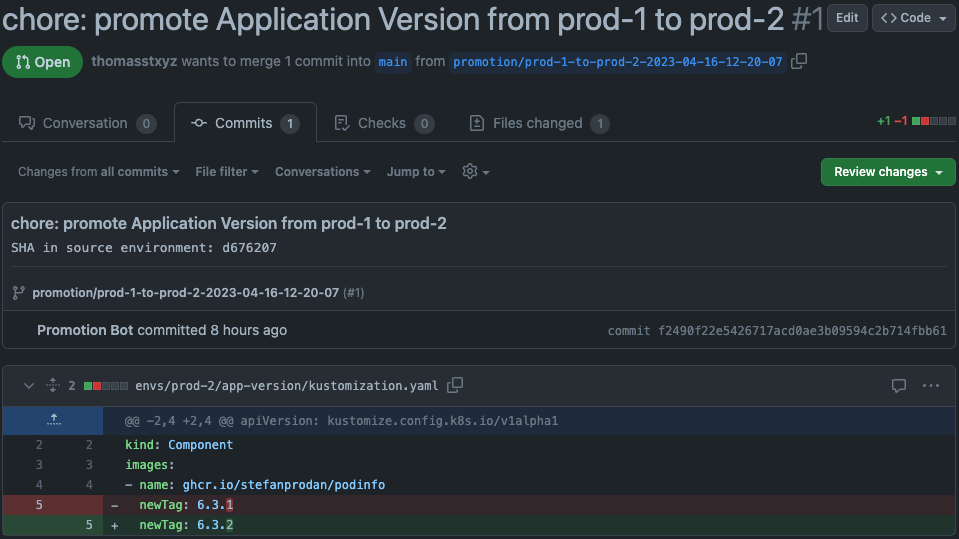 chore: promote Application Version from prod-1 to prod-2 #1 Edit <> Code
Open thomasstxyz wants to merge 1 commit into main from promotion/prod-1-to-prod-2-2023-04-16-12-20-07
Conversation 0 Commits 1 Checks 0 Files changed 1 +1 −1
Changes from all commits File filter Conversations Jump to Review changes
chore: promote Application Version from prod-1 to prod-2
SHA in source environment: d676207
promotion/prod-1-to-prod-2-2023-04-16-12-20-07 (#1)
Promotion Bot committed 8 hours ago commit f2490f22e5426717acd0ae3b09594c2b714fbb61
2 envs/prod-2/app-version/kustomization.yaml
@@ -2,4 +2,4 @@ apiVersion: kustomize.config.k8s.io/v1alpha1
2 2 kind: Component
3 3 images:
4 4 - name: ghcr.io/stefanprodan/podinfo
5 - newTag: 6.3.1
5 + newTag: 6.3.2